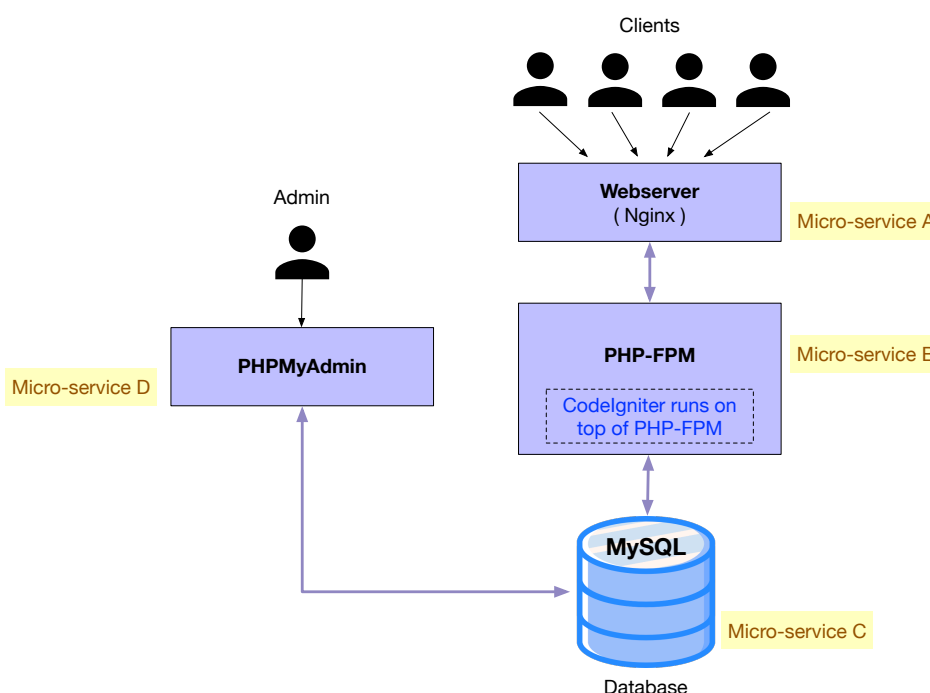 Clients
Webserver
( Nginx )
Micro-service A
Admin
PHP-FPM
Micro-service B
PHPMyAdmin
Micro-service D
CodeIgniter runs on
top of PHP-FPM
MySQL
Micro-service C
Database